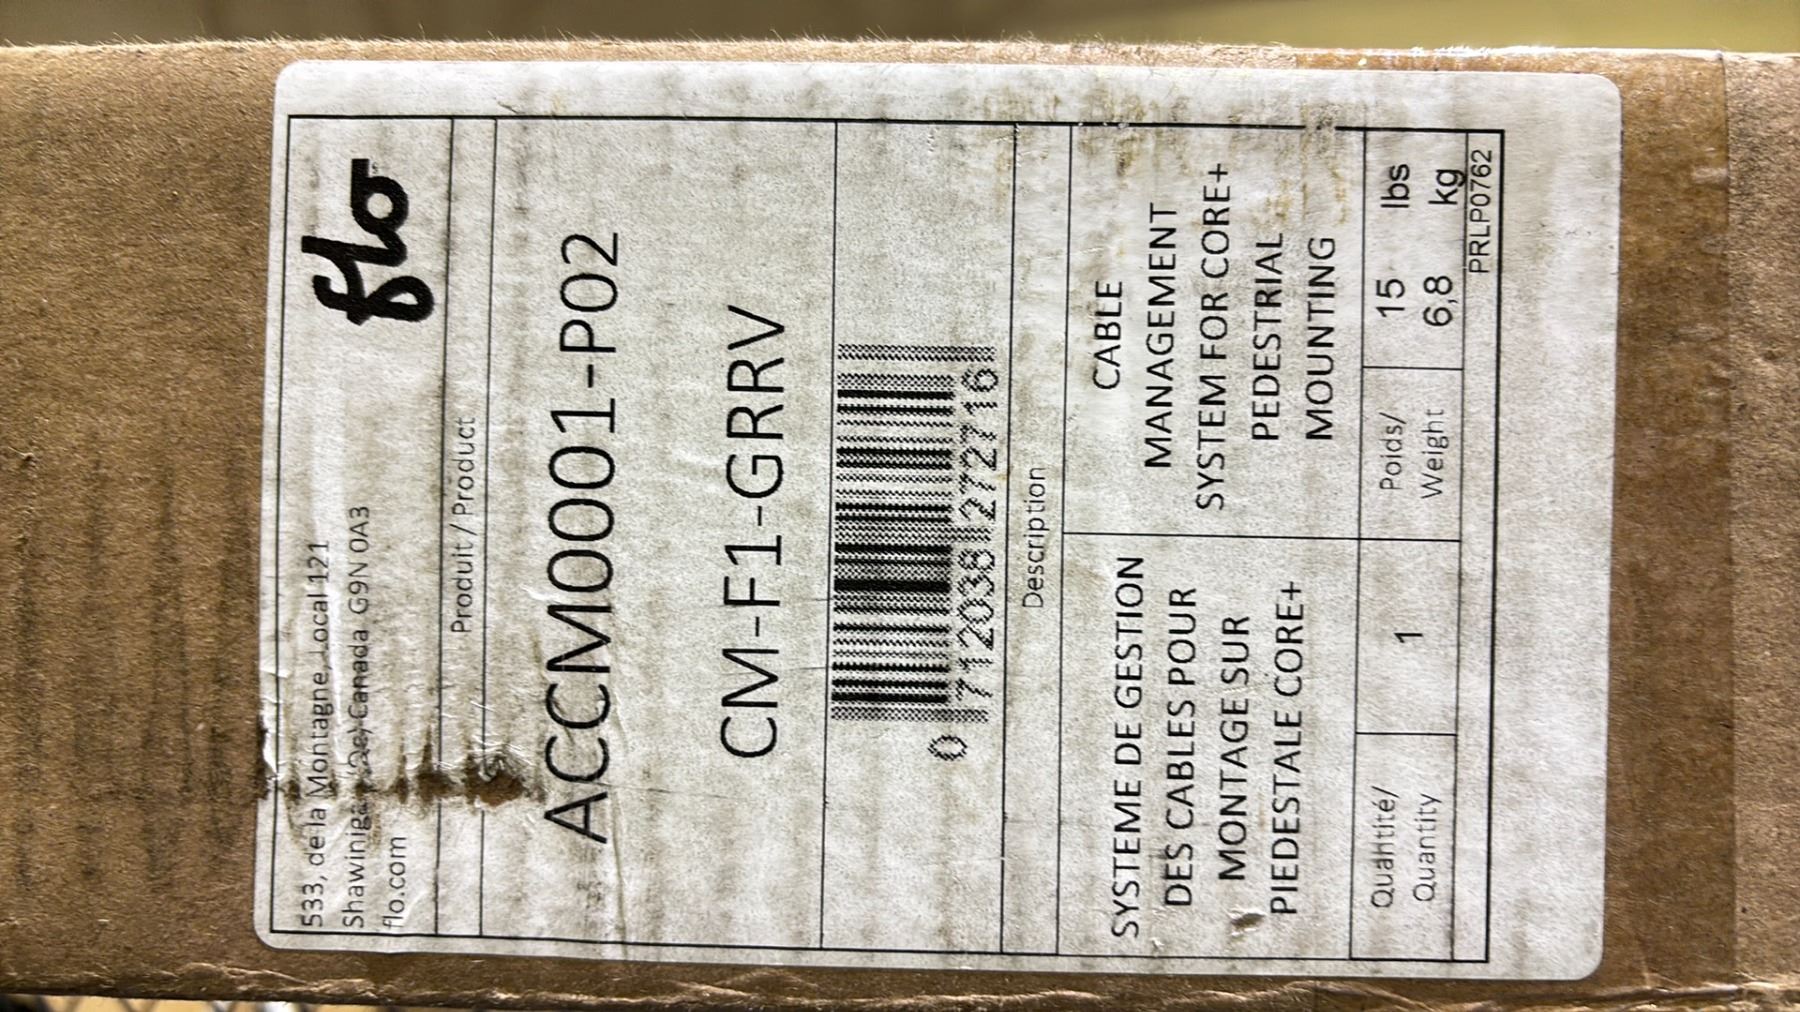 flo
533, de la Montagne, Local 121
Shawinigan (Qc) Canada G9N 0A3
flo.com
Produit / Product
ACCCM0001-P02
CM-F1-GRRV
0 712038 272716
Description
SYSTEME DE GESTION
DES CABLES POUR
MONTAGE SUR
PIEDESTALE CORE+
CABLE
MANAGEMENT
SYSTEM FOR CORE+
PEDESTRIAL
MOUNTING
Quantité/
Quantity
1
Poids/
Weight
15 lbs
6,8 kg
PRLP0762